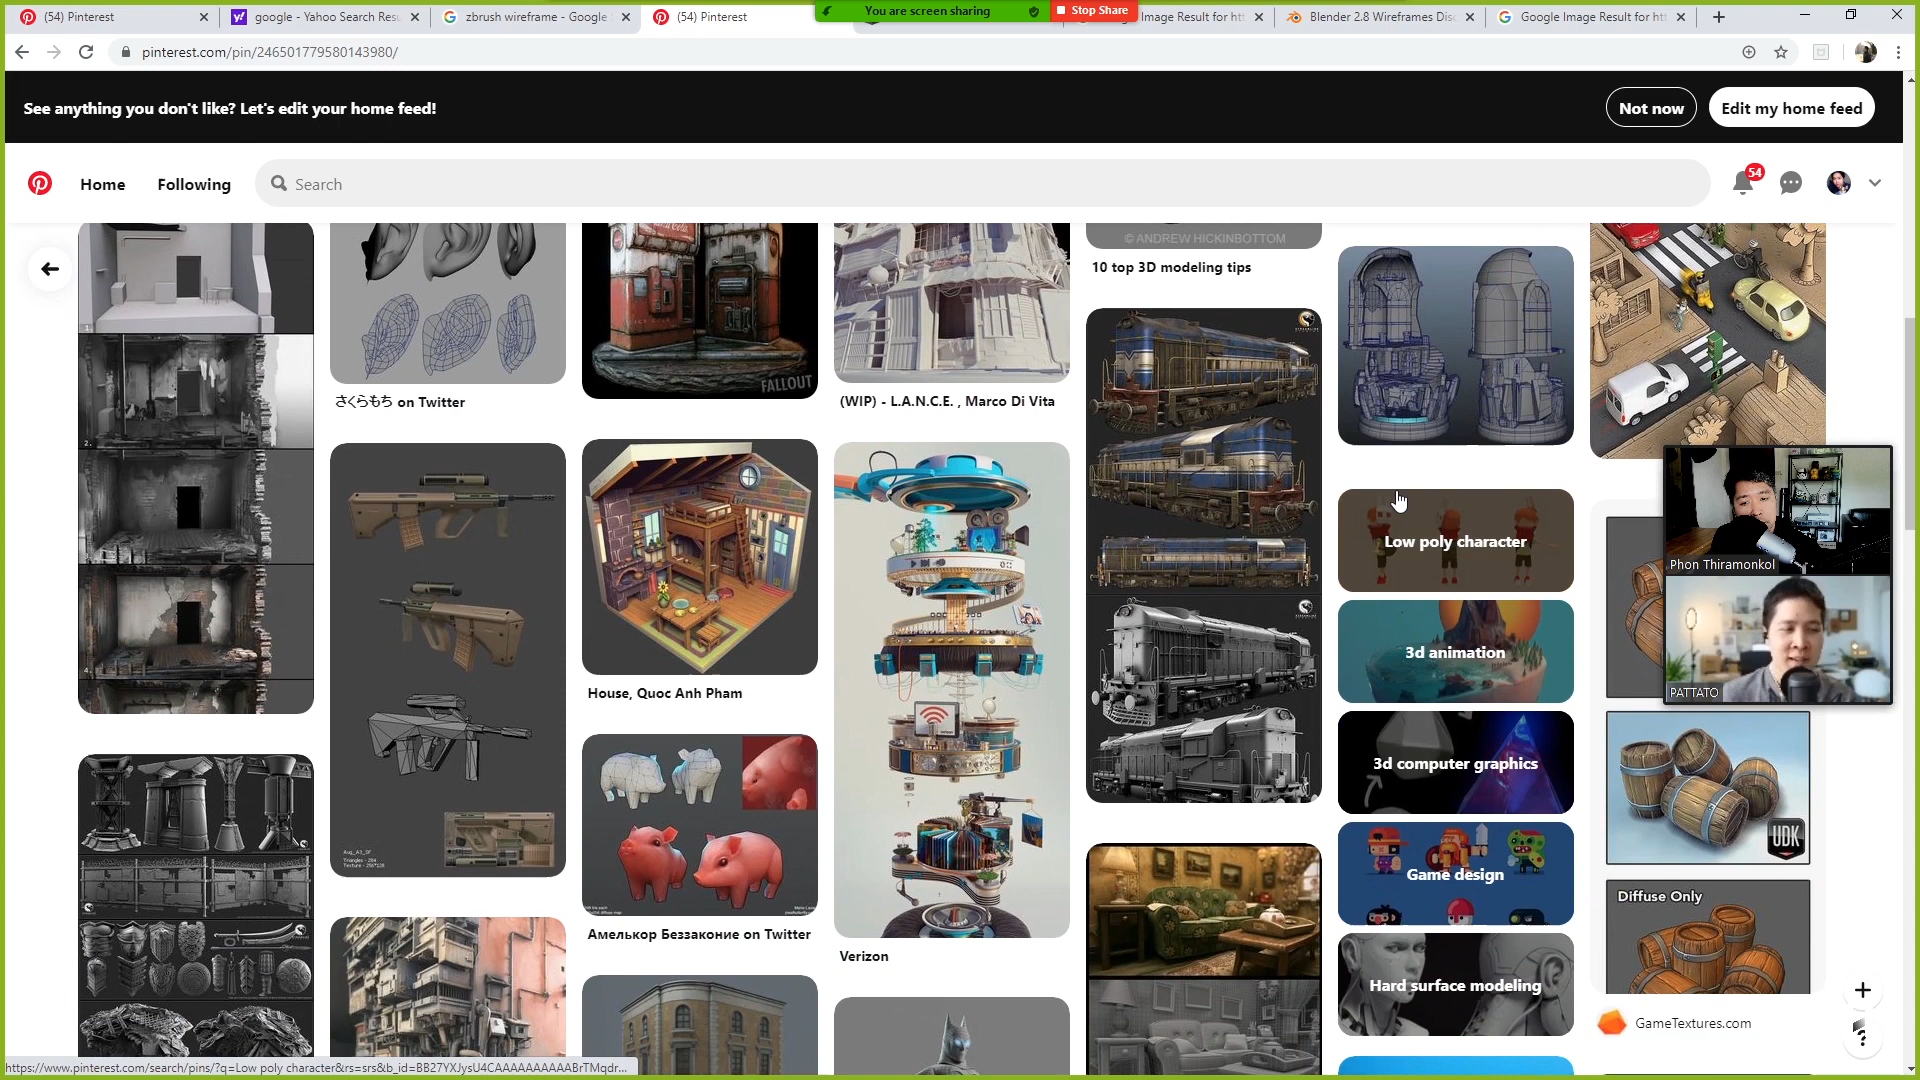 (54) Pinterest
google - Yahoo Search Resu
zbrush wireframe - Google
(54) Pinterest
You are screen sharing
Stop Share
Image Result for htt
Blender 2.8 Wireframes Disc
Google Image Result for htt
pinterest.com/pin/246501779580143980/
See anything you don't like? Let's edit your home feed!
Not now
Edit my home feed
Home
Following
Search
54
© ANDREW HICKINBOTTOM
10 top 3D modeling tips
FALLOUT
さくらもち on Twitter
(WIP) - L.A.N.C.E. , Marco Di Vita
Low poly character
Phon Thiramonkol
3d animation
House, Quoc Anh Pham
PATTATO
3d computer graphics
UDK
Game design
Diffuse Only
Амелькор Беззаконие on Twitter
Verizon
Hard surface modeling
GameTextures.com
https://www.pinterest.com/search/pins/?q=Low poly character&rs=srs&b_id=BB27YXJysU4CAAAAAAAAAABrTMqdr...